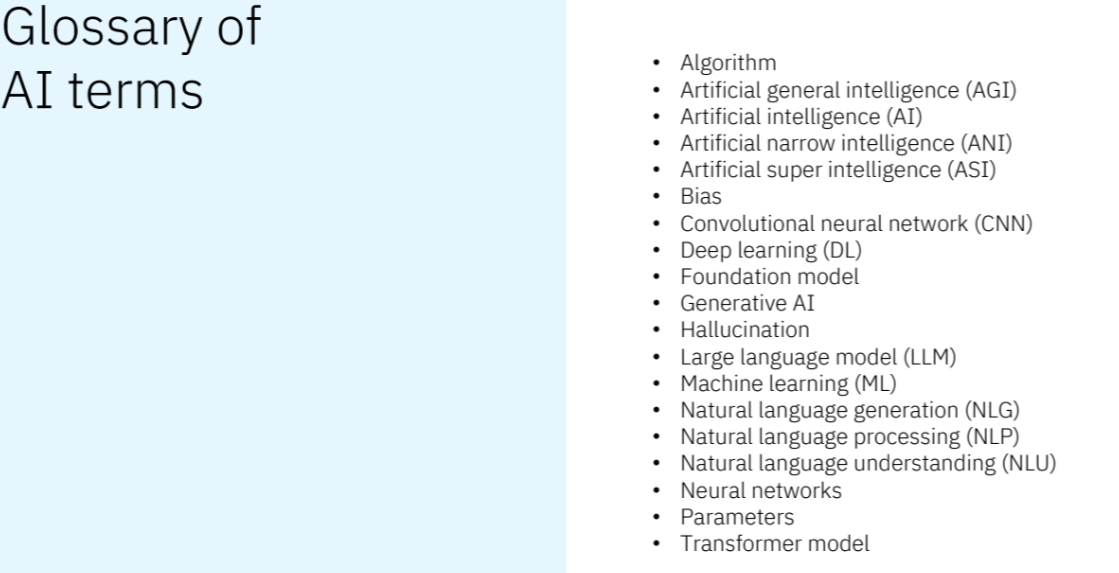 Glossary of
AI terms
• Algorithm
• Artificial general intelligence (AGI)
• Artificial intelligence (AI)
• Artificial narrow intelligence (ANI)
• Artificial super intelligence (ASI)
• Bias
• Convolutional neural network (CNN)
• Deep learning (DL)
• Foundation model
• Generative AI
• Hallucination
• Large language model (LLM)
• Machine learning (ML)
• Natural language generation (NLG)
• Natural language processing (NLP)
• Natural language understanding (NLU)
• Neural networks
• Parameters
• Transformer model